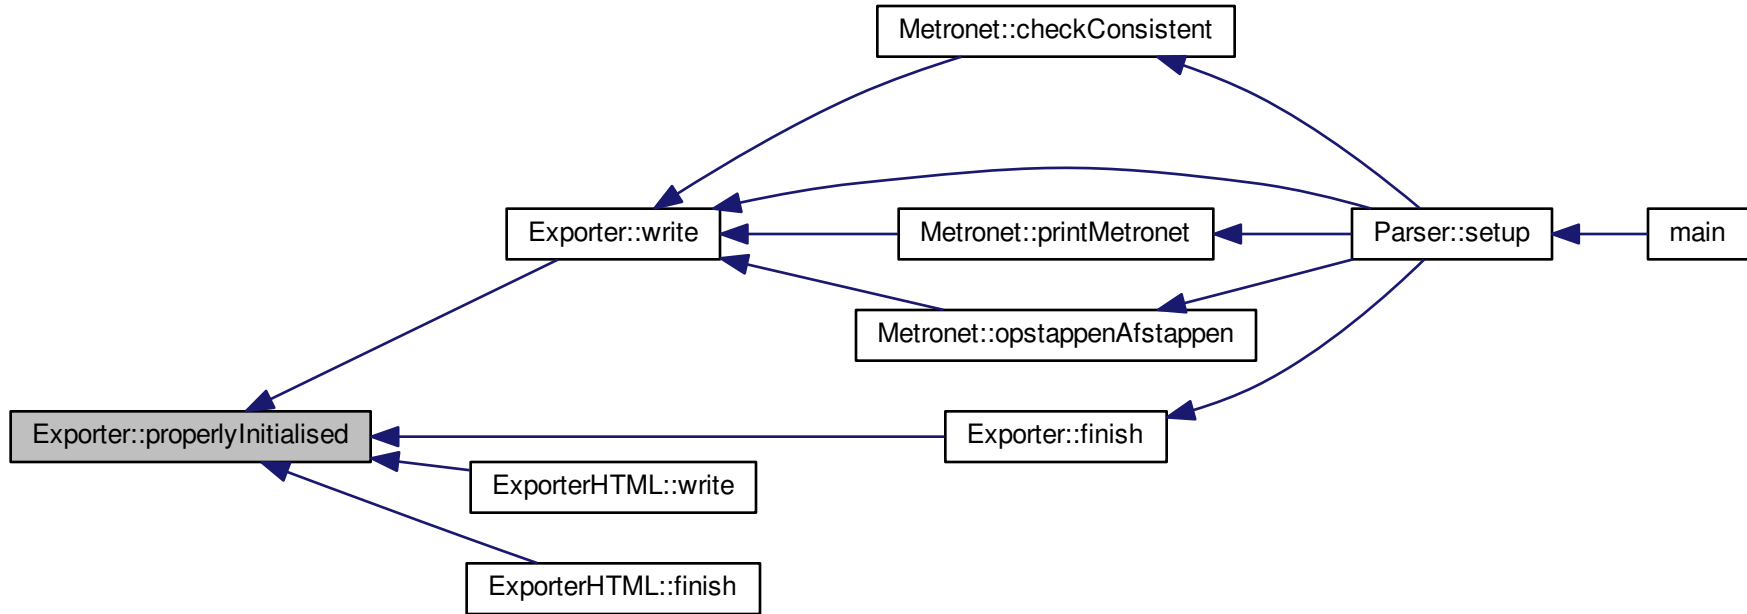 Metronet::checkConsistent
Exporter::write
Metronet::printMetronet
Parser::setup
main
Metronet::opstappenAfstappen
Exporter::properlyInitialised
Exporter::finish
ExporterHTML::write
ExporterHTML::finish